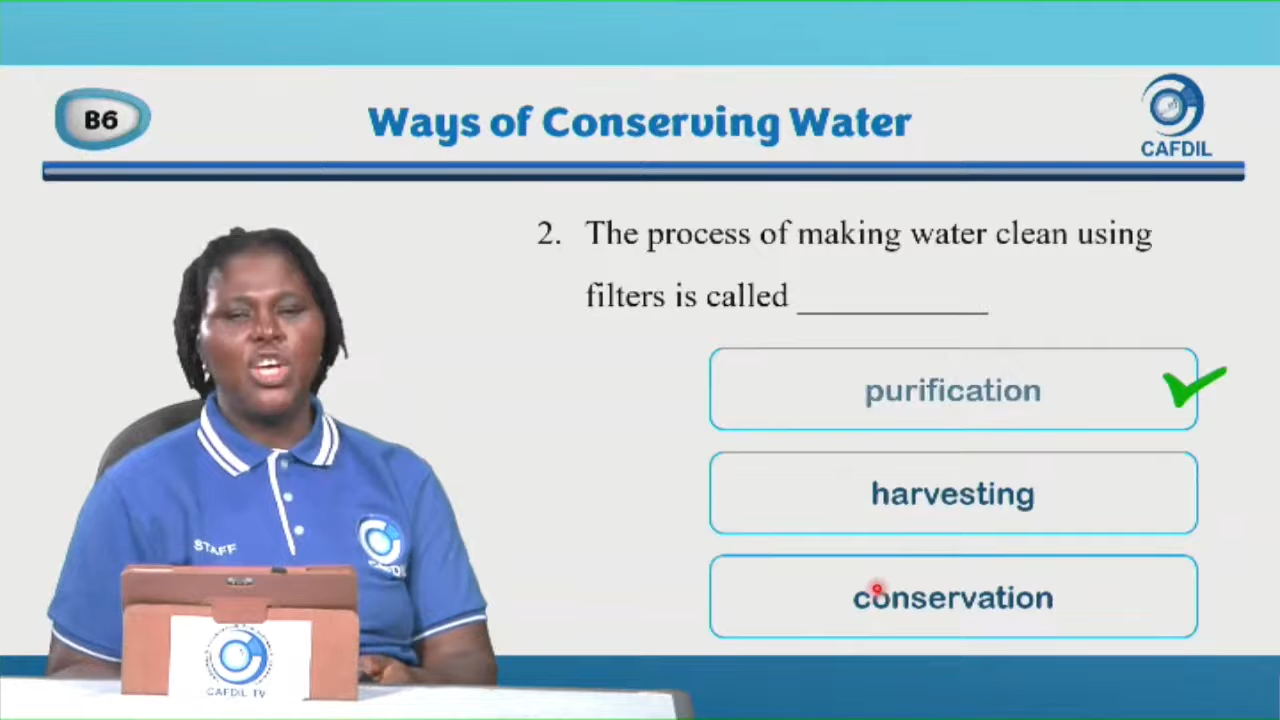 B6
Ways of Conserving Water
CAFDIL
2. The process of making water clean using
filters is called ____________
purification
harvesting
conservation
STAFF
CAFDIL TV